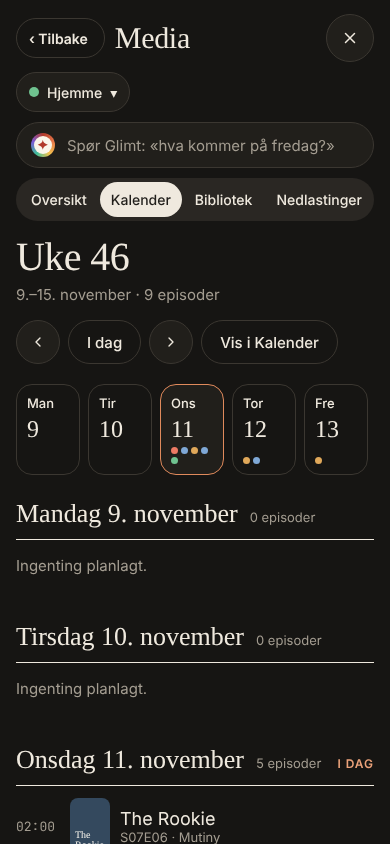 ‹ Tilbake
Media
×
Hjemme ▾
Spør Glimt: «hva kommer på fredag?»
Oversikt Kalender Bibliotek Nedlastinger
Uke 46
9.–15. november · 9 episoder
‹ I dag › Vis i Kalender
Man Tir Ons Tor Fre
9 10 11 12 13
Mandag 9. november 0 episoder
Ingenting planlagt.
Tirsdag 10. november 0 episoder
Ingenting planlagt.
Onsdag 11. november 5 episoder I DAG
The Rookie
02:00
S07E06 · Mutiny
The
Rookie